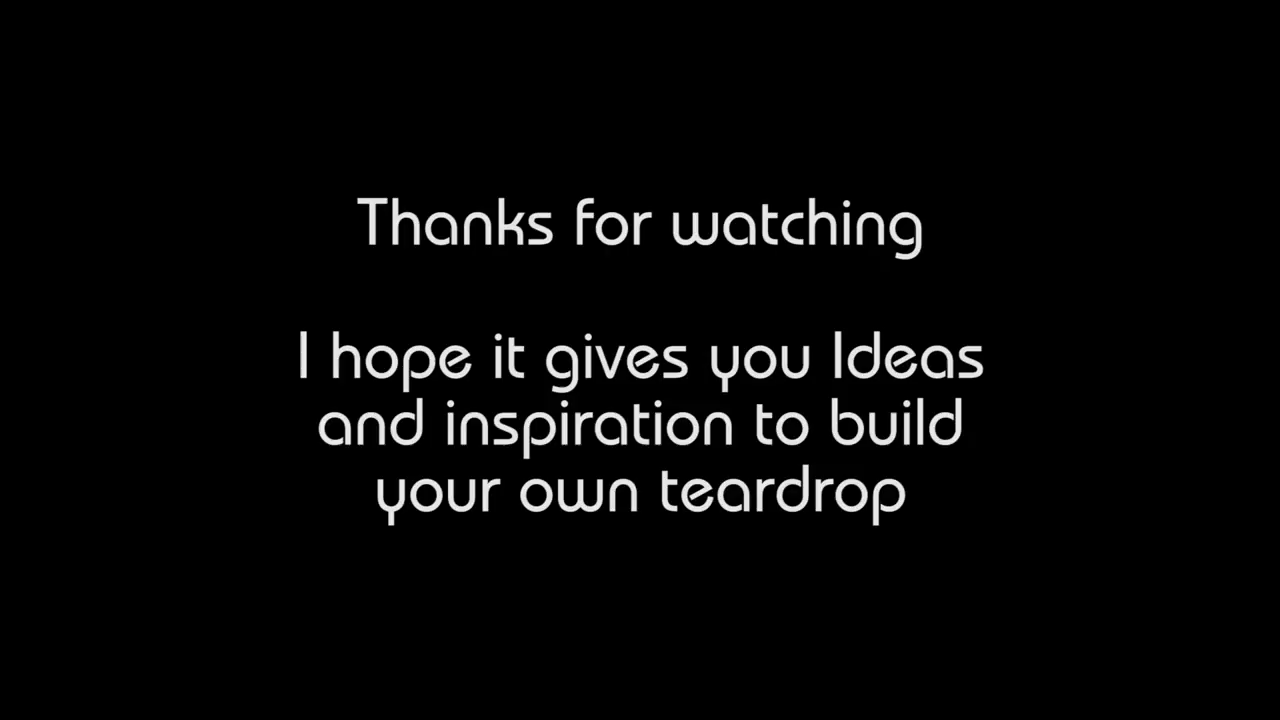 Thanks for watching
I hope it gives you Ideas
and inspiration to build
your own teardrop